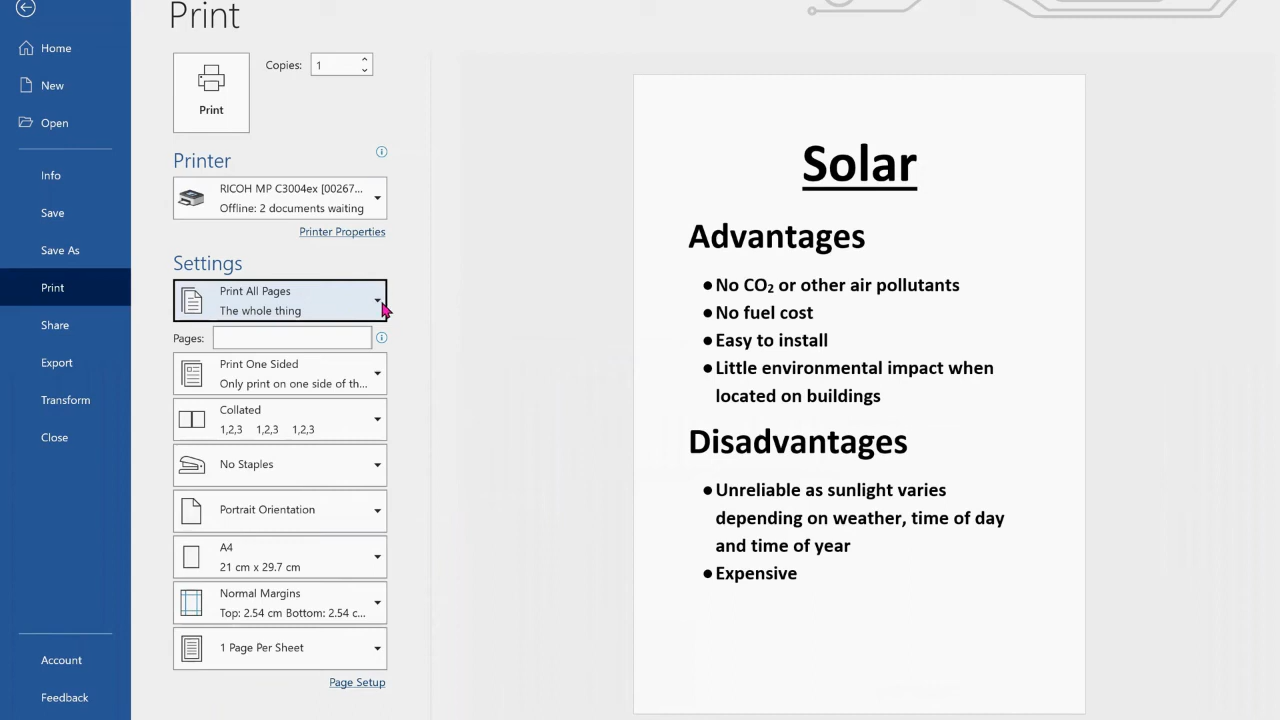 Print
Home
New
Open
Info
Save
Save As
Print
Share
Export
Transform
Close
Account
Feedback
Print
Copies: 1
Printer
RICOH MP C3004ex [00267...
Offline: 2 documents waiting
Printer Properties
Settings
Print All Pages
The whole thing
Pages:
Print One Sided
Only print on one side of th...
Collated
1,2,3 1,2,3 1,2,3
No Staples
Portrait Orientation
A4
21 cm x 29.7 cm
Normal Margins
Top: 2.54 cm Bottom: 2.54 c...
1 Page Per Sheet
Page Setup
Solar
Advantages
●No CO₂ or other air pollutants
●No fuel cost
●Easy to install
●Little environmental impact when
located on buildings
Disadvantages
●Unreliable as sunlight varies
depending on weather, time of day
and time of year
●Expensive